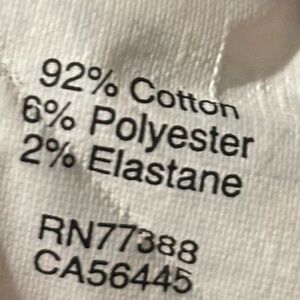 92% Cotton
6% Polyester
2% Elastane
RN77388
CA56445